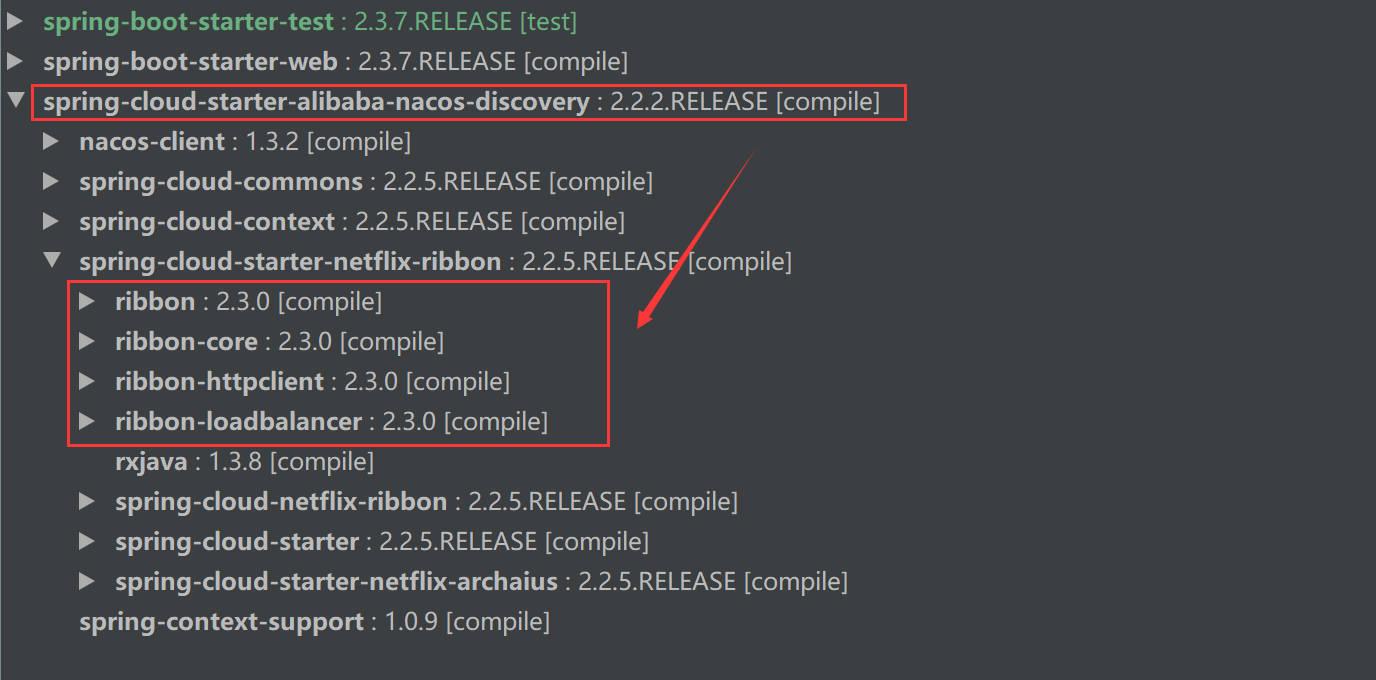 spring-boot-starter-test : 2.3.7.RELEASE [test]
spring-boot-starter-web : 2.3.7.RELEASE [compile]
spring-cloud-starter-alibaba-nacos-discovery : 2.2.2.RELEASE [compile]
nacos-client : 1.3.2 [compile]
spring-cloud-commons : 2.2.5.RELEASE [compile]
spring-cloud-context : 2.2.5.RELEASE [compile]
spring-cloud-starter-netflix-ribbon : 2.2.5.RELEASE [compile]
ribbon : 2.3.0 [compile]
ribbon-core : 2.3.0 [compile]
ribbon-httpclient : 2.3.0 [compile]
ribbon-loadbalancer : 2.3.0 [compile]
rxjava : 1.3.8 [compile]
spring-cloud-netflix-ribbon : 2.2.5.RELEASE [compile]
spring-cloud-starter : 2.2.5.RELEASE [compile]
spring-cloud-starter-netflix-archaius : 2.2.5.RELEASE [compile]
spring-context-support : 1.0.9 [compile]